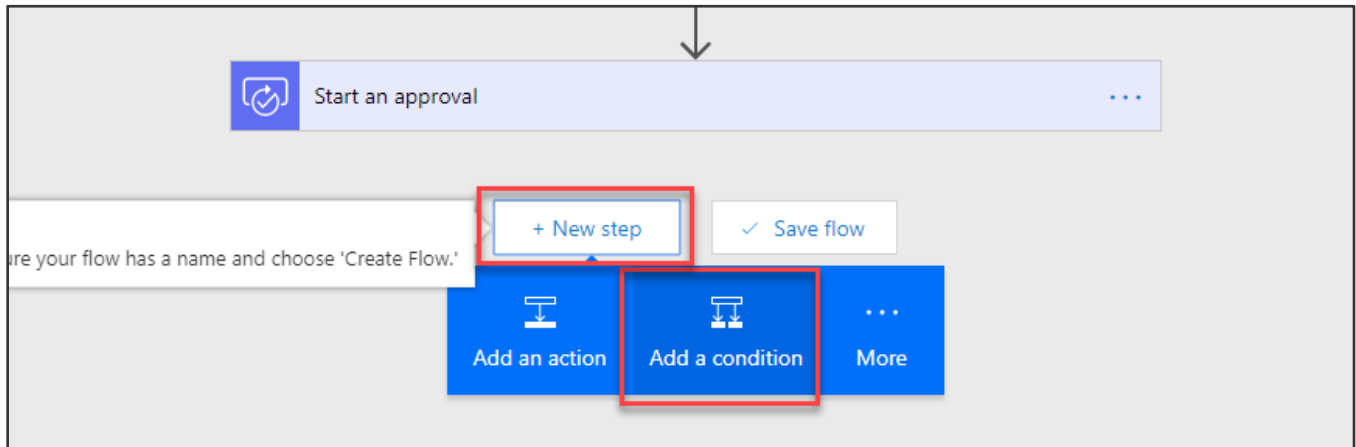 Start an approval
+ New step
Save flow
ure your flow has a name and choose 'Create Flow.'
Add an action
Add a condition
More